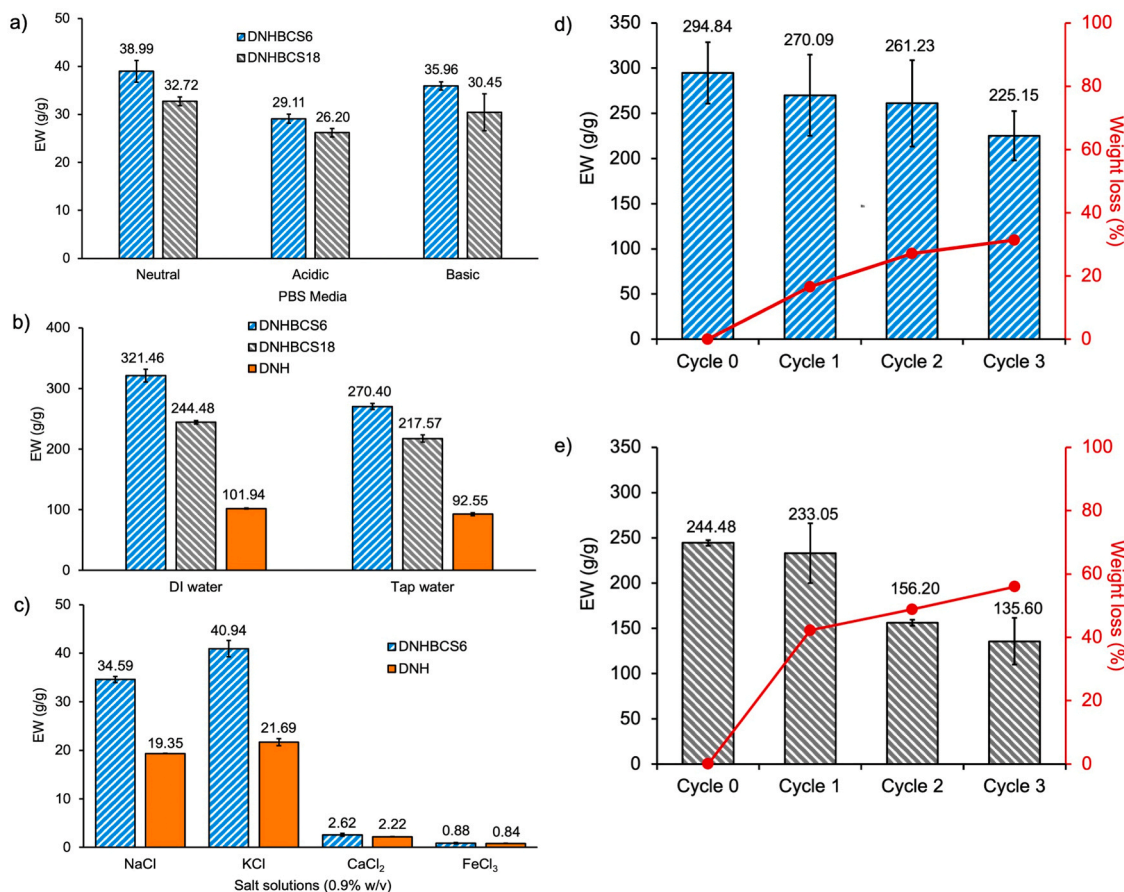 a)
50
40
30
20
10
0
EW (g/g)
DNHBCS6
DNHBCS18
38.99
32.72
29.11
26.20
35.96
30.45
Neutral
Acidic
Basic
PBS Media
b)
400
300
200
100
0
EW (g/g)
DNHBCS6
DNHBCS18
DNH
321.46
244.48
101.94
270.40
217.57
92.55
DI water
Tap water
c)
50
40
30
20
10
0
EW (g/g)
DNHBCS6
DNH
34.59
19.35
40.94
21.69
2.62
2.22
0.88
0.84
NaCl
KCl
CaCl₂
FeCl₃
Salt solutions (0.9% w/v)
d)
350
300
250
200
150
100
50
0
EW (g/g)
294.84
270.09
261.23
225.15
100
80
60
40
20
0
Weight loss (%)
Cycle 0
Cycle 1
Cycle 2
Cycle 3
e)
350
300
250
200
150
100
50
0
EW (g/g)
244.48
233.05
156.20
135.60
100
80
60
40
20
0
Weight loss (%)
Cycle 0
Cycle 1
Cycle 2
Cycle 3